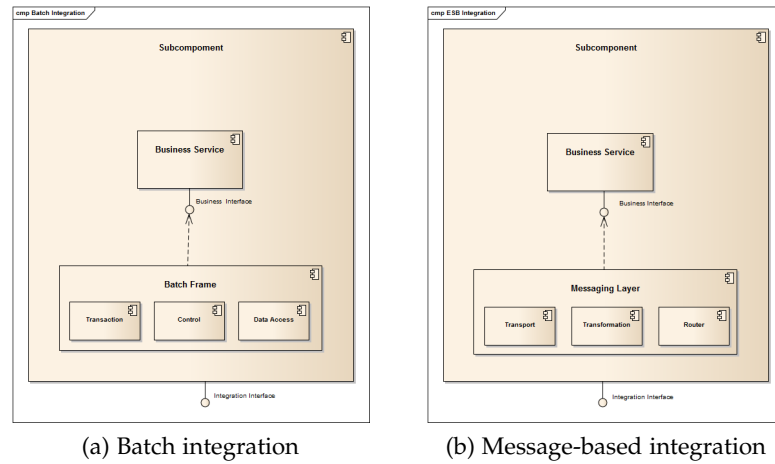 cmp Batch Integration
Subcompoment
Business Service
Business Interface
Batch Frame
Transaction
Control
Data Access
Integration Interface
(a) Batch integration
cmp ESB Integration
Subcomponent
Business Service
Business Interface
Messaging Layer
Transport
Transformation
Router
Integration Interface
(b) Message-based integration